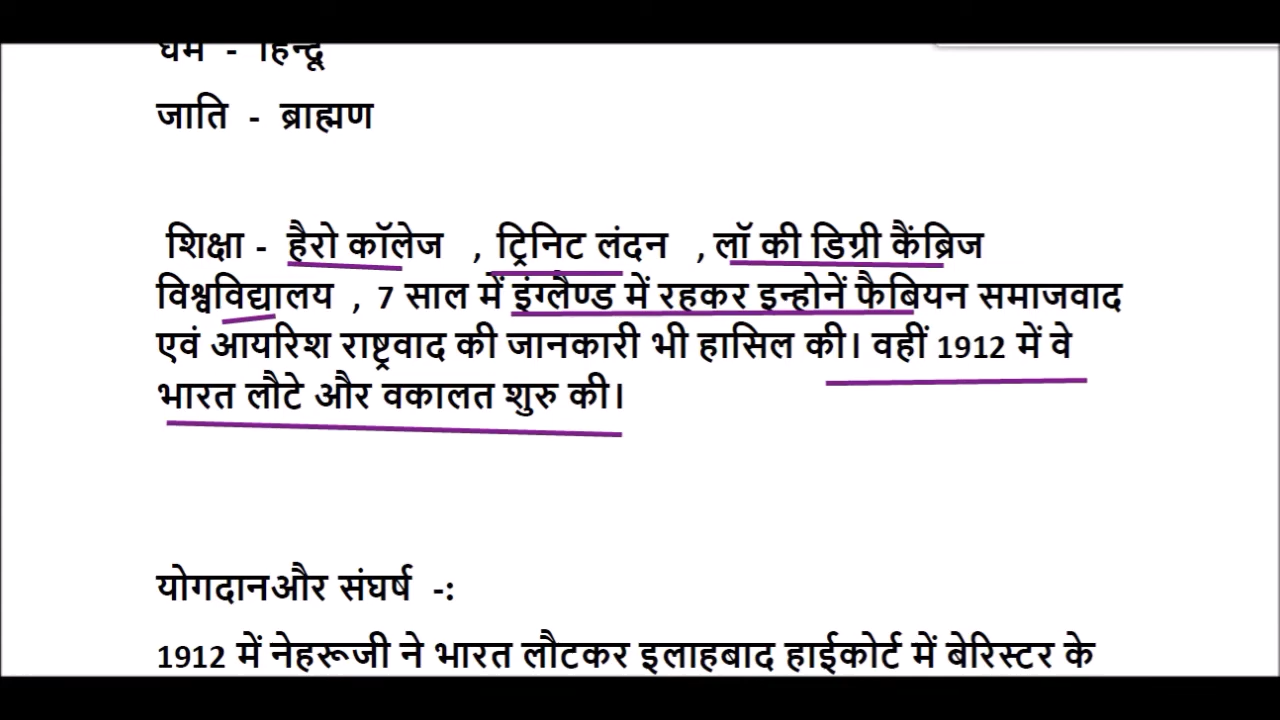 धर्म - हिन्दू
जाति - ब्राह्मण
शिक्षा - हैरो कॉलेज , ट्रिनिट लंदन , लॉ की डिग्री कैंब्रिज
विश्वविद्यालय , 7 साल में इंग्लैण्ड में रहकर इन्होनें फैबियन समाजवाद
एवं आयरिश राष्ट्रवाद की जानकारी भी हासिल की। वहीं 1912 में वे
भारत लौटे और वकालत शुरु की।
योगदानऔर संघर्ष -:
1912 में नेहरूजी ने भारत लौटकर इलाहबाद हाईकोर्ट में बेरिस्टर के